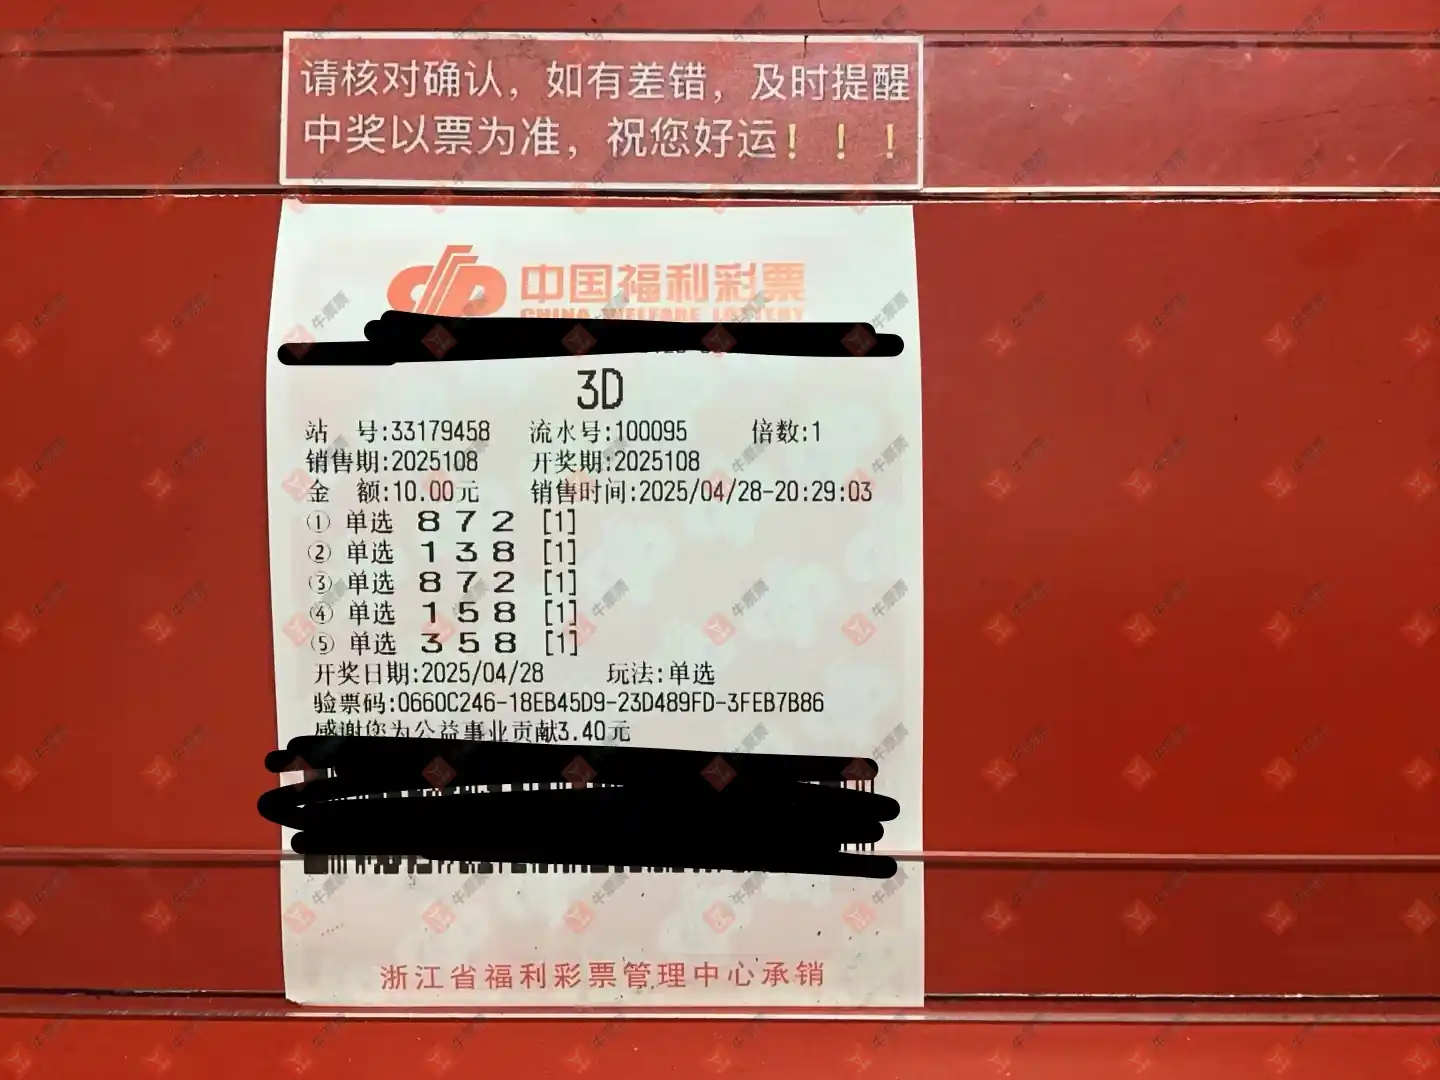 请核对确认，如有差错，及时提醒
中奖以票为准，祝您好运！！！
中国福利彩票
CHINA WELFARE LOTTERY
3D
站　号:33179458　流水号:100095　倍数:1
销售期:2025108　开奖期:2025108
金　额:10.00元　销售时间:2025/04/28-20:29:03
① 单选 8 7 2 [1]
② 单选 1 3 8 [1]
③ 单选 8 7 2 [1]
④ 单选 1 5 8 [1]
⑤ 单选 3 5 8 [1]
开奖日期:2025/04/28　玩法:单选
验票码:0660C246-18EB45D9-23D489FD-3FEB7B86
感谢您为公益事业贡献3.40元
浙江省福利彩票管理中心承销